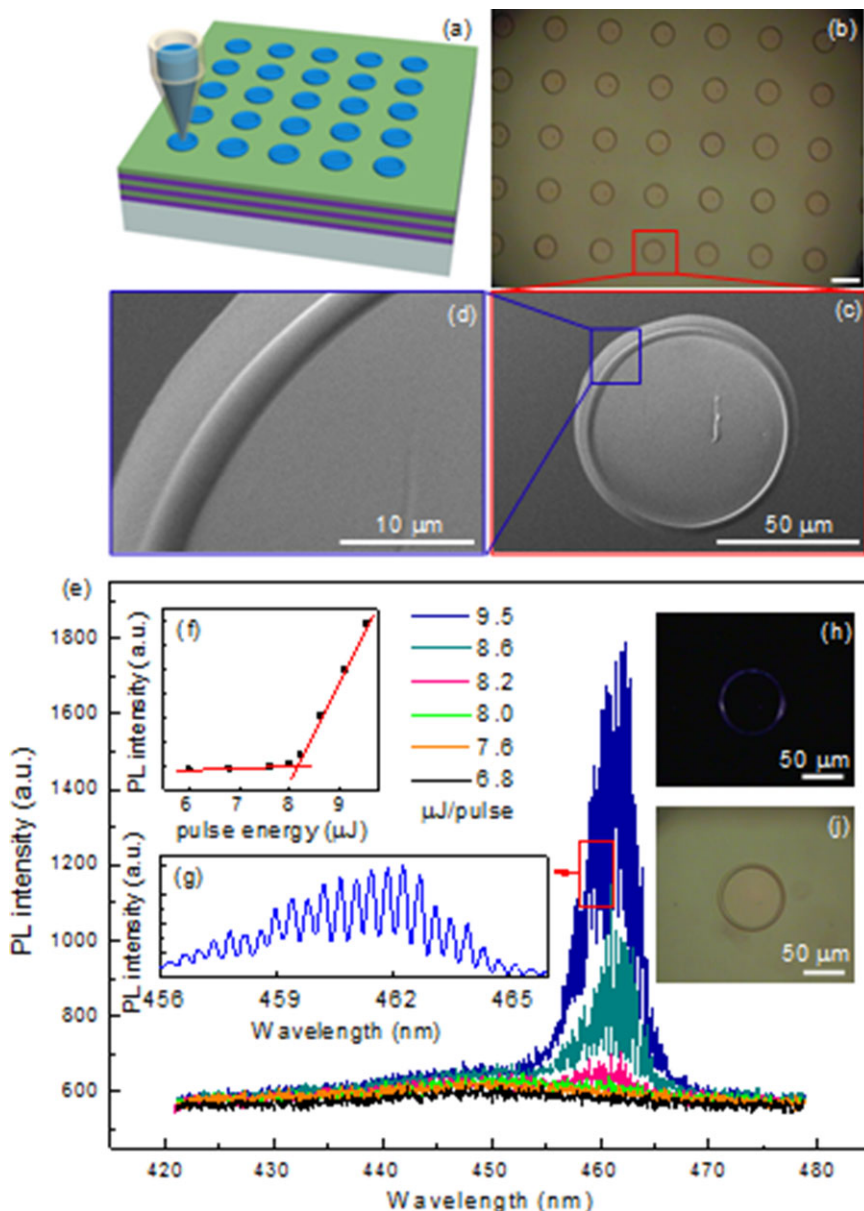 (a)
(b)
(d)
(c)
10 μm
50 μm
(e)
PL intensity (a.u.)
1800
1600
1400
1200
1000
800
600
420 430 440 450 460 470 480
Wavelength (nm)
(f)
PL intensity (a.u.)
6 7 8 9
pulse energy (μJ)
9.5
8.6
8.2
8.0
7.6
6.8
μJ/pulse
(h)
50 μm
(g)
PL intensity (a.u.)
456 459 462 465
Wavelength (nm)
(j)
50 μm